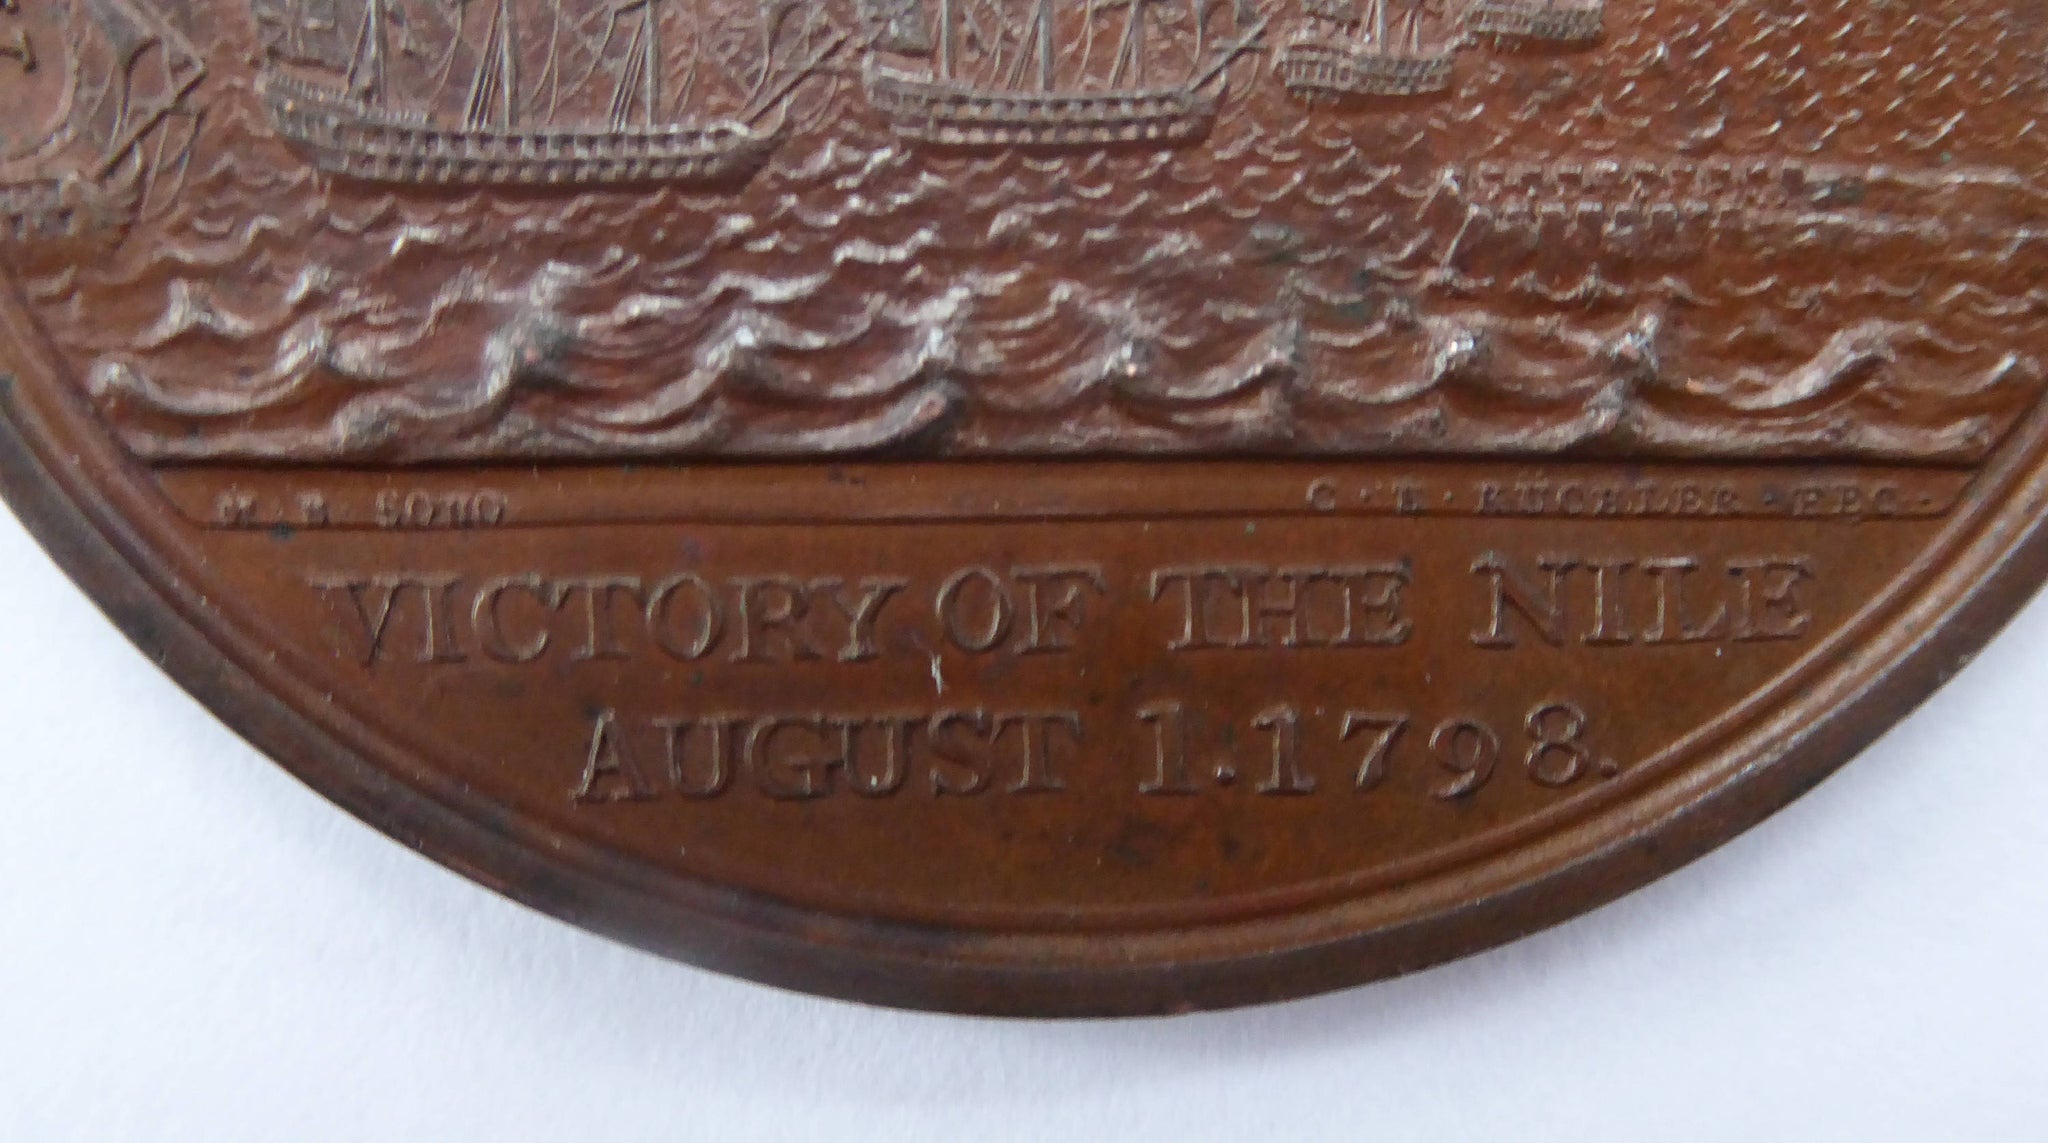 M · B · SOHO
C · H · KÜCHLER · FEC ·
VICTORY OF THE NILE
AUGUST 1.1798.